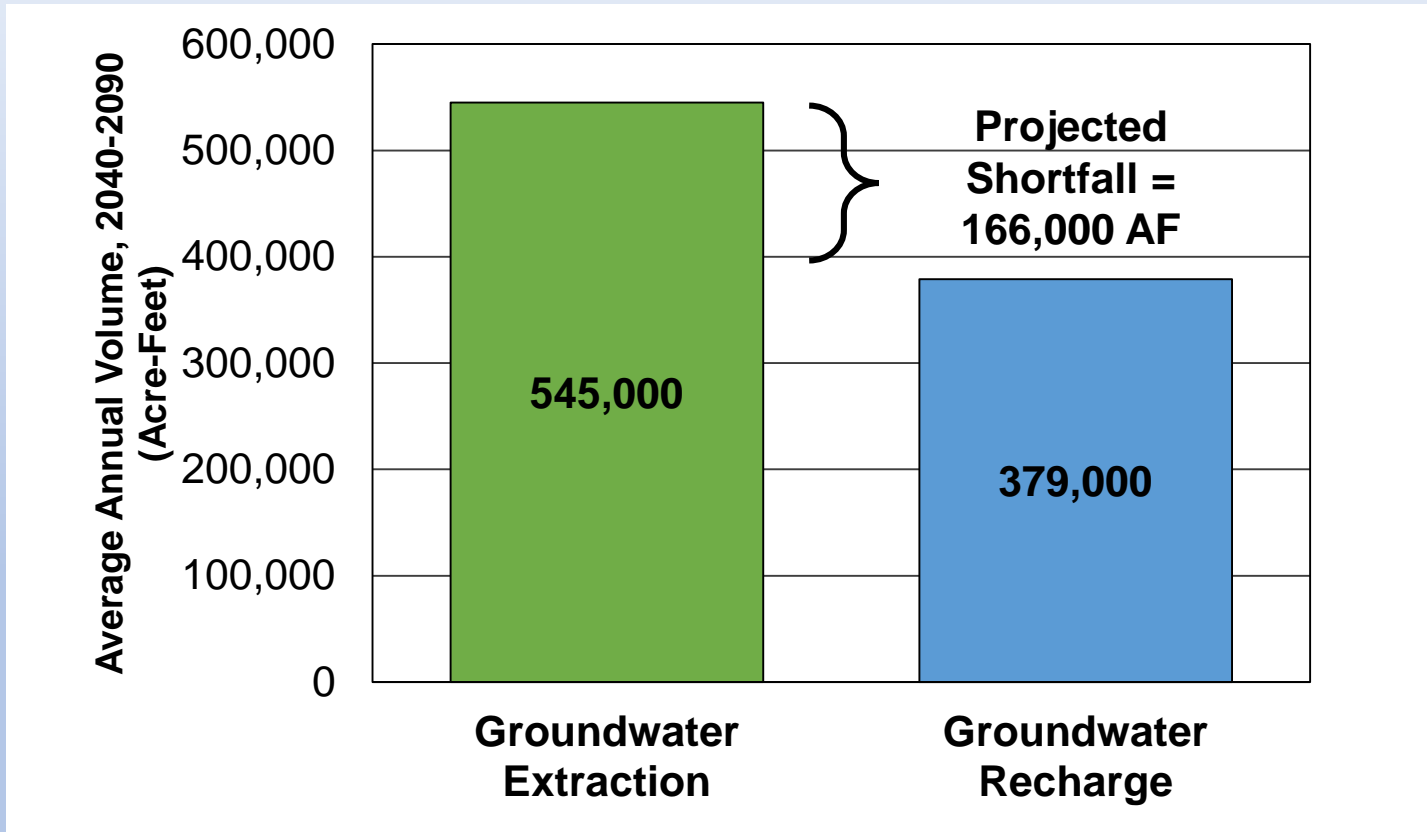 Average Annual Volume, 2040-2090
(Acre-Feet)
600,000
500,000
400,000
300,000
200,000
100,000
0
545,000
379,000
Projected
Shortfall =
166,000 AF
Groundwater
Extraction
Groundwater
Recharge